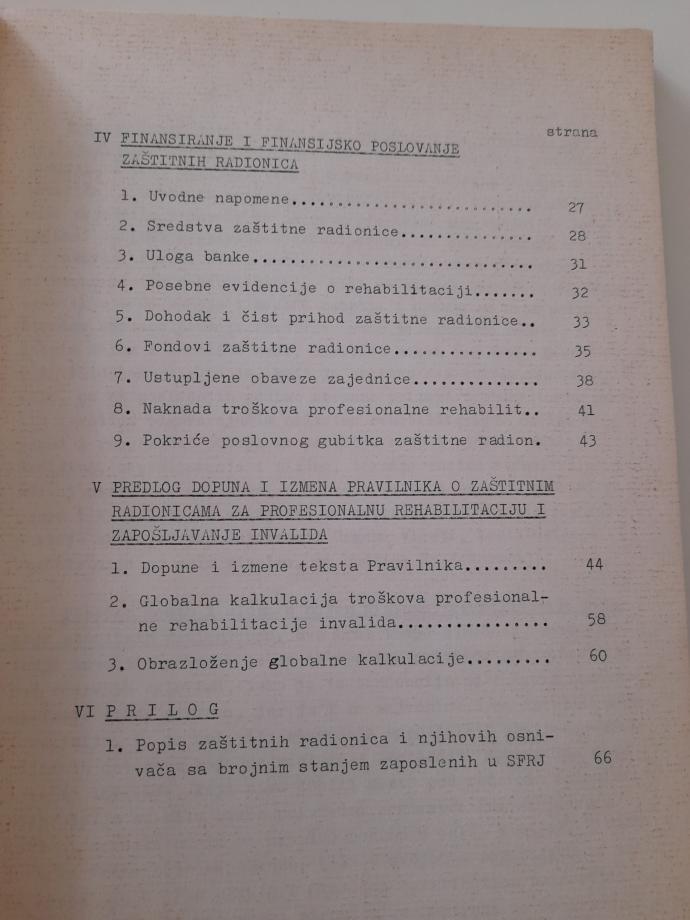 strana
IV FINANSIRANJE I FINANSIJSKO POSLOVANJE
ZAŠTITNIH RADIONICA
1. Uvodne napomene.............................. 27
2. Sredstva zaštitne radionice............... 28
3. Uloga banke.............................. 31
4. Posebne evidencije o rehabilitaciji....... 32
5. Dohodak i čist prihod zaštitne radionice.. 33
6. Fondovi zaštitne radionice................ 35
7. Ustupljene obaveze zajednice.............. 38
8. Naknada troškova profesionalne rehabilit.. 41
9. Pokriće poslovnog gubitka zaštitne radion. 43
V PREDLOG DOPUNA I IZMENA PRAVILNIKA O ZAŠTITNIM
RADIONICAMA ZA PROFESIONALNU REHABILITACIJU I
ZAPOŠLJAVANJE INVALIDA
1. Dopune i izmene teksta Pravilnika......... 44
2. Globalna kalkulacija troškova profesional-
ne rehabilitacije invalida................ 58
3. Obrazloženje globalne kalkulacije......... 60
VI P R I L O G
1. Popis zaštitnih radionica i njihovih osni-
vača sa brojnim stanjem zaposlenih u SFRJ 66